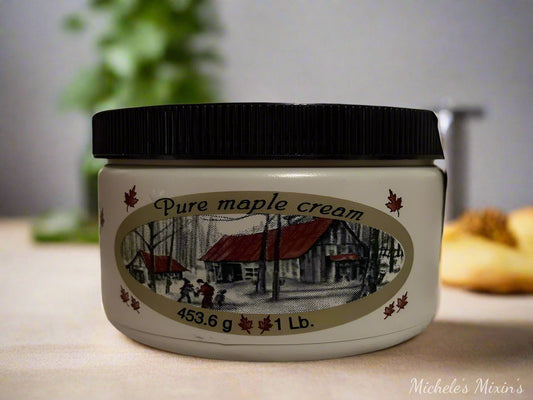 Pure maple cream
453.6 g 1 Lb.
Michele's Mixin's